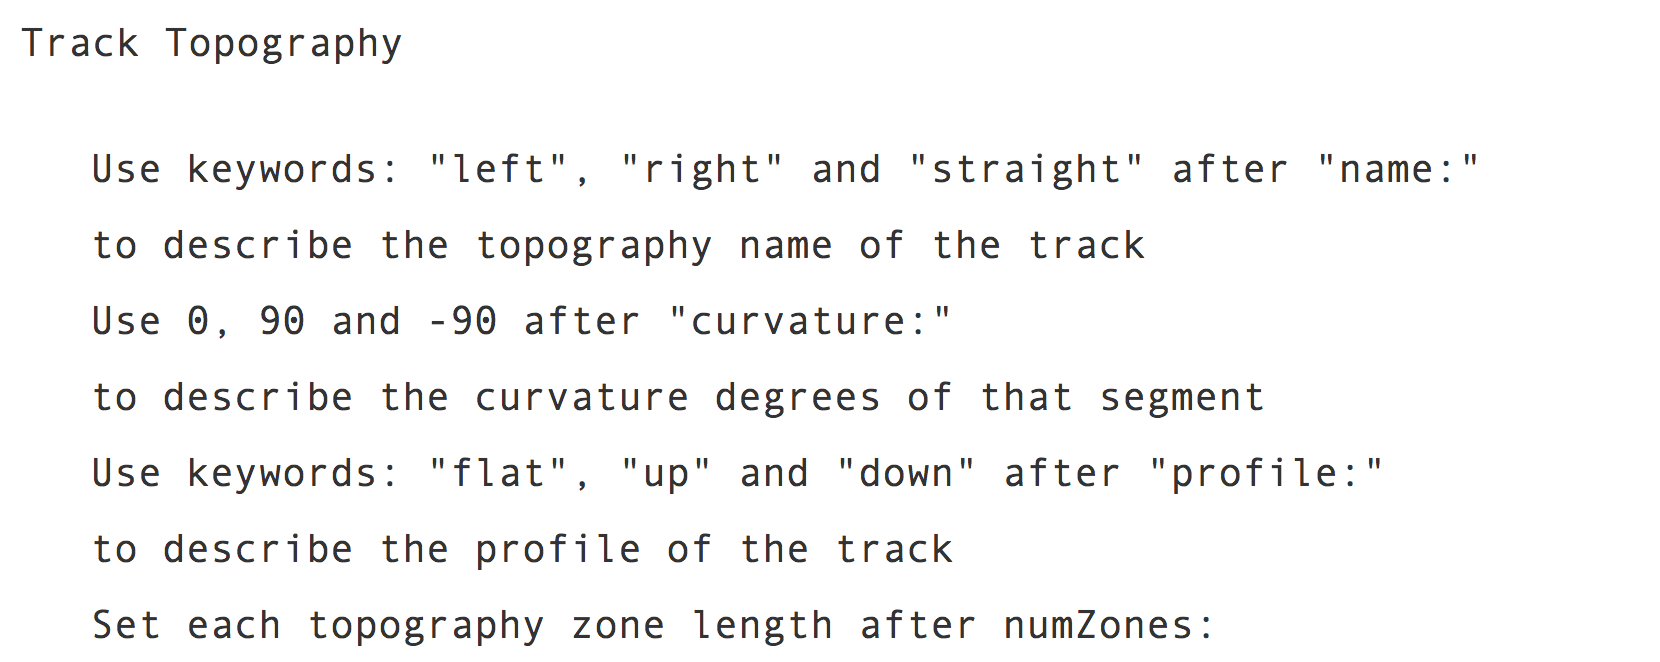 Track Topography
Use keywords: "left", "right" and "straight" after "name:"
to describe the topography name of the track
Use 0, 90 and -90 after "curvature:"
to describe the curvature degrees of that segment
Use keywords: "flat", "up" and "down" after "profile:"
to describe the profile of the track
Set each topography zone length after numZones: